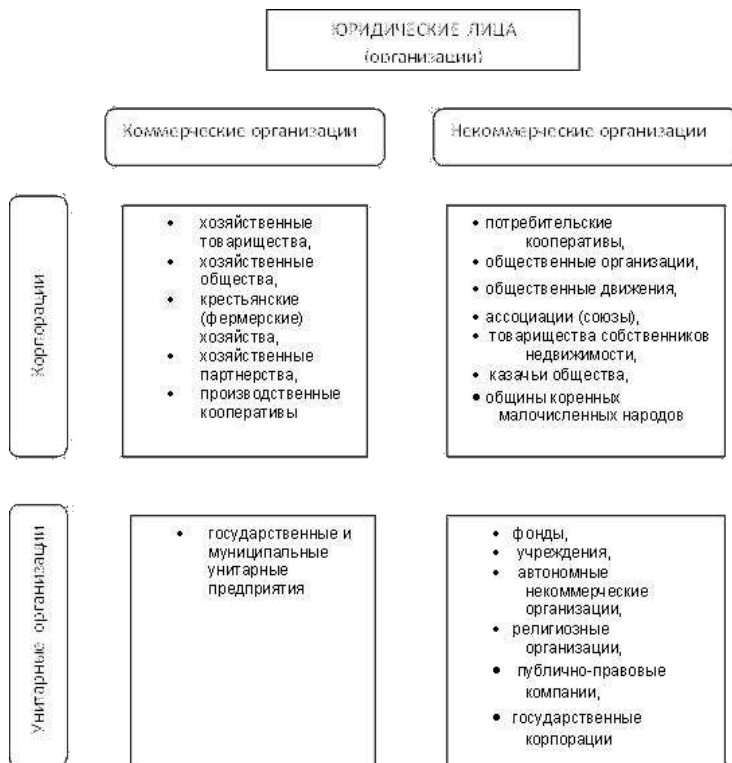 ЮРИДИЧЕСКИЕ ЛИЦА
(организации)
Коммерческие организации
Некоммерческие организации
Корпорации
• хозяйственные
товарищества,
• хозяйственные
общества,
• крестьянские
(фермерские)
хозяйства,
• хозяйственные
партнерства,
• производственные
кооперативы
• потребительские
кооперативы,
• общественные организации,
• общественные движения,
• ассоциации (союзы),
• товарищества собственников
недвижимости,
• казачьи общества,
• общины коренных
малочисленных народов
Унитарные организации
• государственные и
муниципальные
унитарные
предприятия
• фонды,
• учреждения,
• автономные
некоммерческие
организации,
• религиозные
организации,
• публично-правовые
компании,
• государственные
корпорации